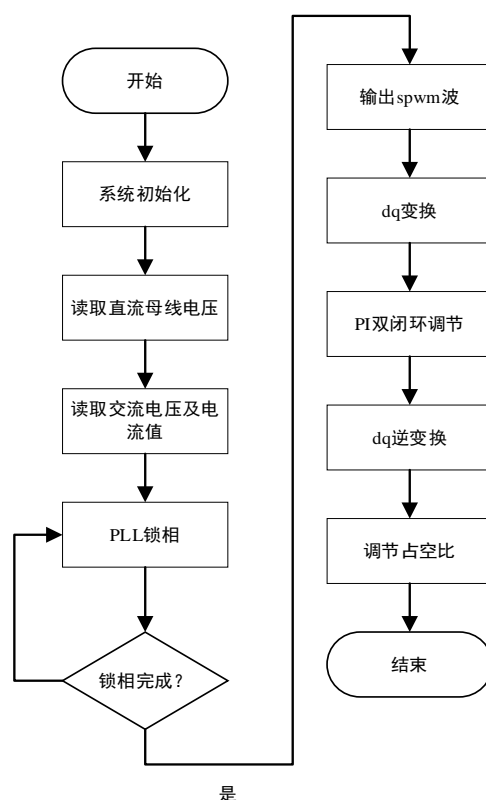 开始
系统初始化
读取直流母线电压
读取交流电压及电
流值
PLL锁相
锁相完成？
是
输出spwm波
dq变换
PI双闭环调节
dq逆变换
调节占空比
结束